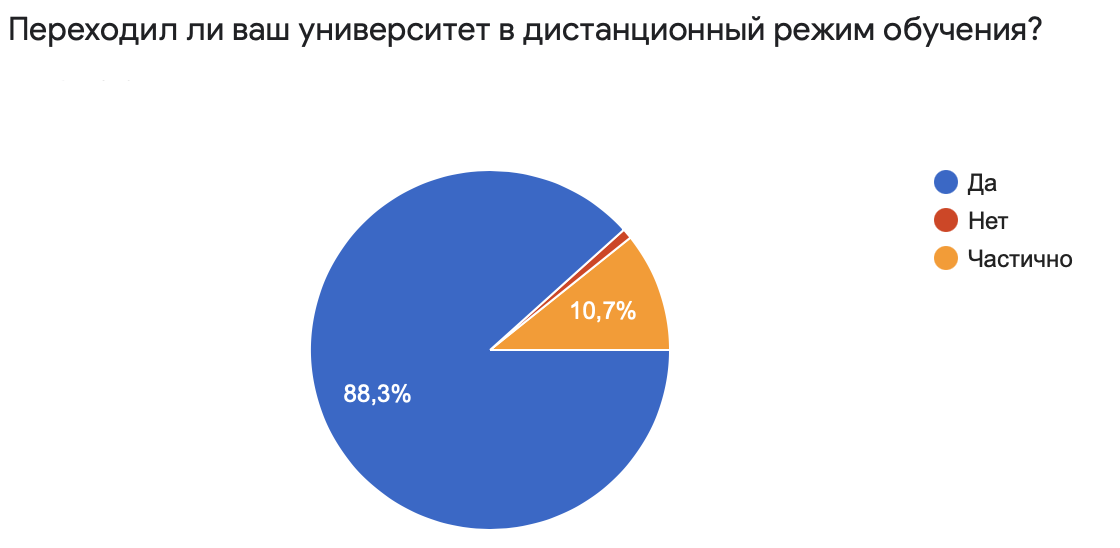 Переходил ли ваш университет в дистанционный режим обучения?
Да
Нет
Частично
10,7%
88,3%